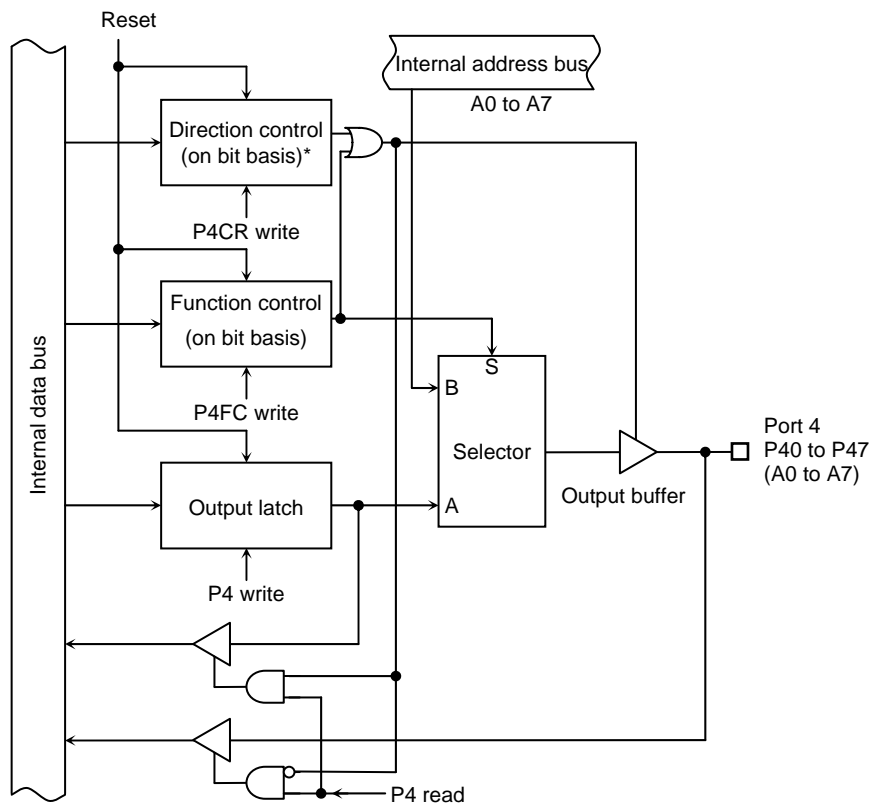 Reset
Internal address bus
A0 to A7
Direction control
(on bit basis)*
P4CR write
Function control
(on bit basis)
P4FC write
Internal data bus
S
B
Selector
A
Output buffer
Port 4
P40 to P47
(A0 to A7)
Output latch
P4 write
P4 read